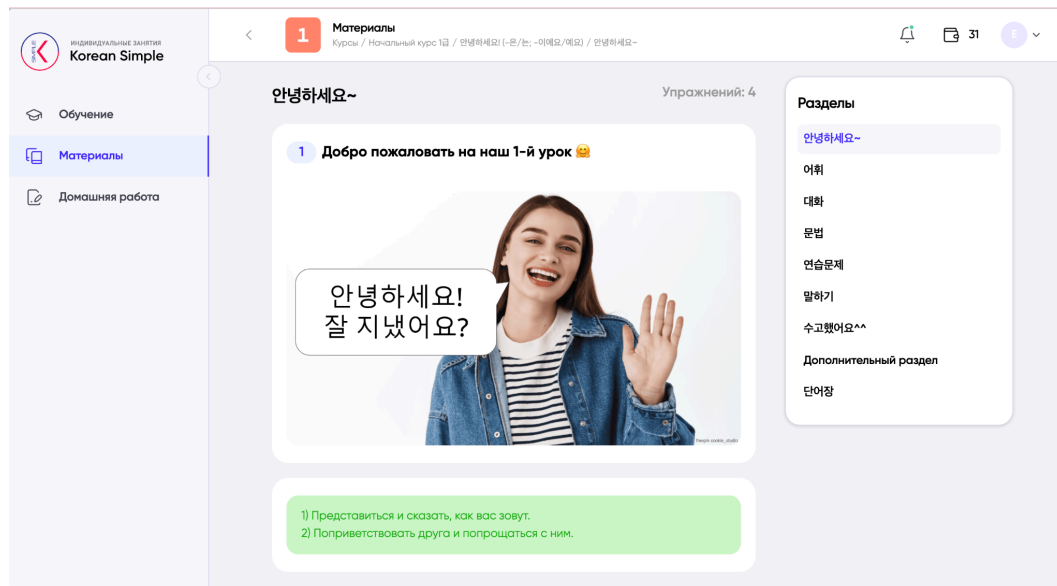 SIMPLE
ИНДИВИДУАЛЬНЫЕ ЗАНЯТИЯ
Korean Simple
Обучение
Материалы
Домашняя работа
1
Материалы
Курсы / Начальный курс 1급 / 안녕하세요! (-은/는; -이에요/예요) / 안녕하세요~
31
E
안녕하세요~
Упражнений: 4
1 Добро пожаловать на наш 1-й урок 🤗
안녕하세요!
잘 지냈어요?
freepik cookie_studio
1) Представиться и сказать, как вас зовут.
2) Поприветствовать друга и попрощаться с ним.
Разделы
안녕하세요~
어휘
대화
문법
연습문제
말하기
수고했어요^^
Дополнительный раздел
단어장